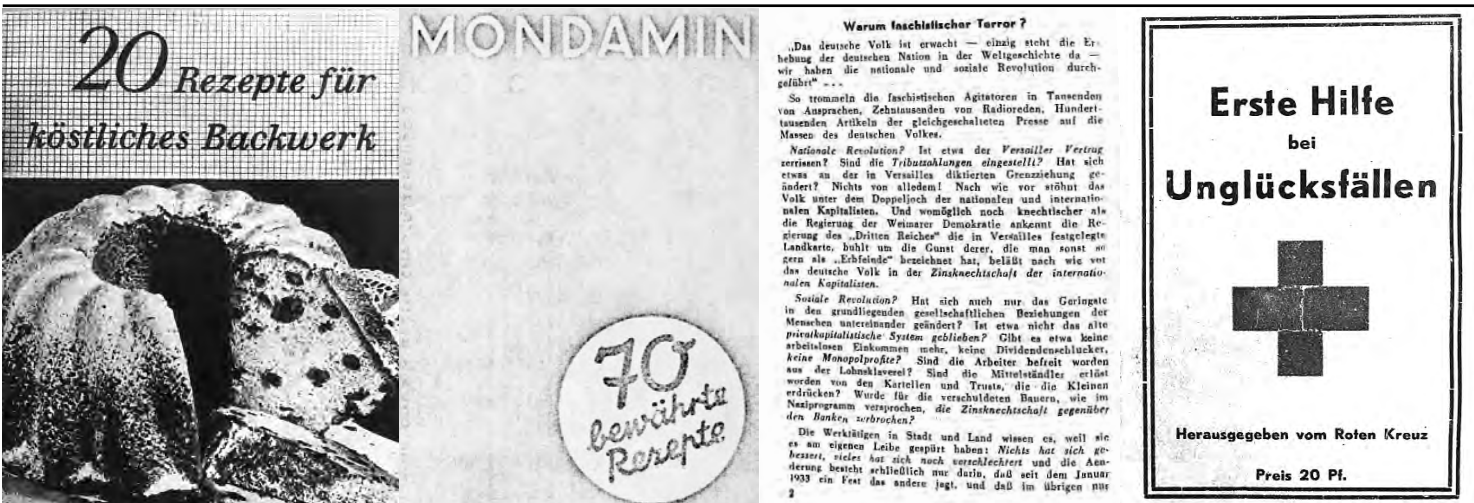 20 Rezepte für
köstliches Backwerk
MONDAMIN
70
bewährte
Rezepte
Warum faschistischer Terror?
„Das deutsche Volk ist erwacht — einzig steht die Er-
hebung der deutschen Nation in der Weltgeschichte da —
wir haben die nationale und soziale Revolution durch-
geführt" . . .
So trommeln die faschistischen Agitatoren in Tausenden
von Ansprachen, Zehntausenden von Radioreden, Hundert-
tausenden Artikeln der gleichgeschalteten Presse auf die
Massen des deutschen Volkes.
Nationale Revolution? Ist etwa der Versailler Vertrag
zerrissen? Sind die Tributzahlungen eingestellt? Hat sich
etwas an der in Versailles diktierten Grenzziehung ge-
ändert? Nichts von alledem! Nach wie vor stöhnt das
Volk unter dem Doppeljoch der nationalen und internatio-
nalen Kapitalisten. Und womöglich noch knechtischer als
die Regierung der Weimarer Demokratie ankennt die Re-
gierung des „Dritten Reiches" die in Versailles festgelegte
Landkarte, buhlt um die Gunst derer, die man sonst so
gern als „Erbfeinde" bezeichnet hat, beläßt nach wie vor
das deutsche Volk in der Zinsknechtschaft der internatio-
nalen Kapitalisten.
Soziale Revolution? Hat sich auch nur das Geringste
in den grundliegenden gesellschaftlichen Beziehungen der
Menschen untereinander geändert? Ist etwa nicht das alte
privatkapitalistische System geblieben? Gibt es etwa keine
arbeitslosen Einkommen mehr, keine Dividendenschlucker,
keine Monopolprofite? Sind die Arbeiter befreit worden
aus der Lohnsklaverei? Sind die Mittelständler erlöst
worden von den Kartellen und Trusts, die die Kleinen
erdrücken? Wurde für die verschuldeten Bauern, wie im
Naziprogramm versprochen, die Zinsknechtschaft gegenüber
den Banken zerbrochen?
Die Werktätigen in Stadt und Land wissen es, weil sie
es am eigenen Leibe gespürt haben: Nichts hat sich ge-
bessert, vieles hat sich noch verschlechtert und die Aen-
derung besteht schließlich nur darin, daß seit dem Januar
1933 ein Fest das andere jagt, und daß im übrigen nur
2
Erste Hilfe
bei
Unglücksfällen
Herausgegeben vom Roten Kreuz
Preis 20 Pf.